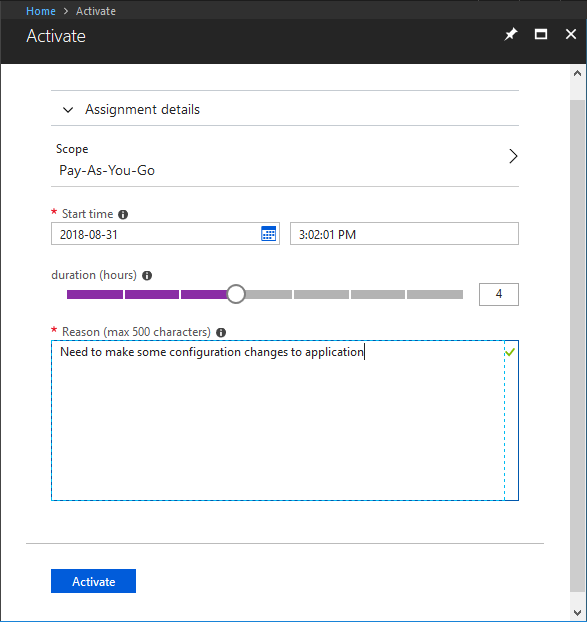 Home > Activate
Activate
Assignment details
Scope
Pay-As-You-Go
* Start time
2018-08-31
3:02:01 PM
duration (hours)
4
* Reason (max 500 characters)
Need to make some configuration changes to application
Activate